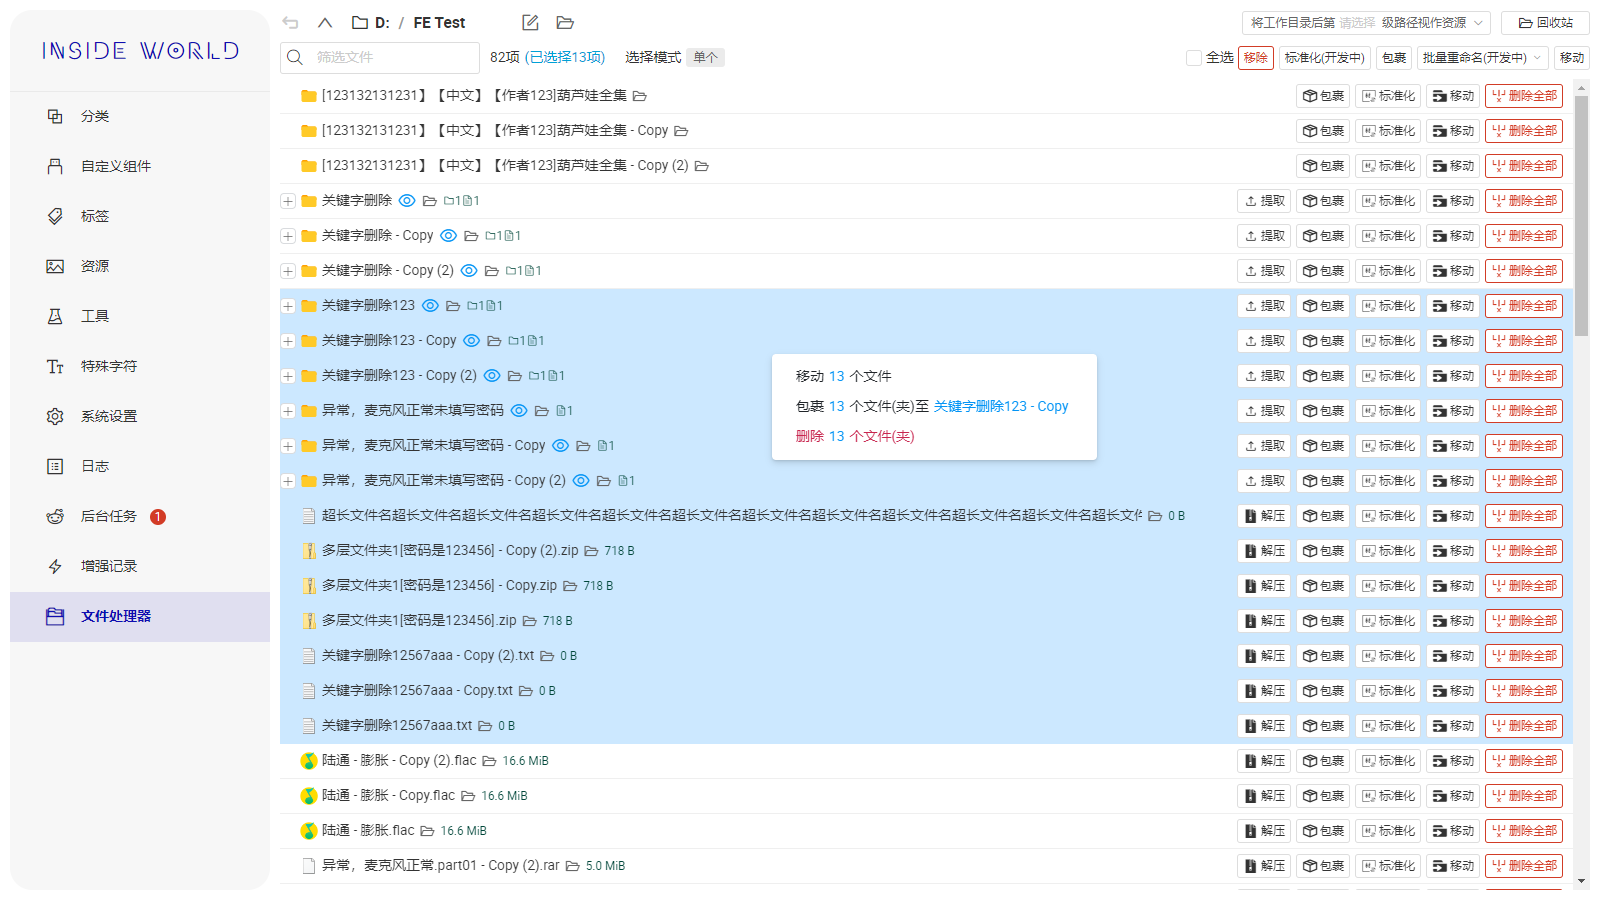 INSIDE WORLD
分类
自定义组件
标签
资源
工具
特殊字符
系统设置
日志
后台任务 1
增强记录
文件处理器
D: / FE Test
将工作目录后第 请选择 级路径视作资源
回收站
筛选文件
82项 (已选择13项) 选择模式 单个
全选 移除 标准化(开发中) 包裹 批量重命名(开发中) 移动
[123132131231】【中文】【作者123]葫芦娃全集 包裹 标准化 移动 删除全部
[123132131231】【中文】【作者123]葫芦娃全集 - Copy 包裹 标准化 移动 删除全部
[123132131231】【中文】【作者123]葫芦娃全集 - Copy (2) 包裹 标准化 移动 删除全部
关键字删除 1 1 提取 包裹 标准化 移动 删除全部
关键字删除 - Copy 1 1 提取 包裹 标准化 移动 删除全部
关键字删除 - Copy (2) 1 1 提取 包裹 标准化 移动 删除全部
关键字删除123 1 1 提取 包裹 标准化 移动 删除全部
关键字删除123 - Copy 1 1 提取 包裹 标准化 移动 删除全部
关键字删除123 - Copy (2) 1 1 提取 包裹 标准化 移动 删除全部
异常，麦克风正常未填写密码 1 提取 包裹 标准化 移动 删除全部
异常，麦克风正常未填写密码 - Copy 1 提取 包裹 标准化 移动 删除全部
异常，麦克风正常未填写密码 - Copy (2) 1 提取 包裹 标准化 移动 删除全部
移动 13 个文件
包裹 13 个文件(夹)至 关键字删除123 - Copy
删除 13 个文件(夹)
超长文件名超长文件名超长文件名超长文件名超长文件名超长文件名超长文件名超长文件名超长文件名超长文件名超长文件名超长文件 0 B 解压 包裹 标准化 移动 删除全部
多层文件夹1[密码是123456] - Copy (2).zip 718 B 解压 包裹 标准化 移动 删除全部
多层文件夹1[密码是123456] - Copy.zip 718 B 解压 包裹 标准化 移动 删除全部
多层文件夹1[密码是123456].zip 718 B 解压 包裹 标准化 移动 删除全部
关键字删除12567aaa - Copy (2).txt 0 B 解压 包裹 标准化 移动 删除全部
关键字删除12567aaa - Copy.txt 0 B 解压 包裹 标准化 移动 删除全部
关键字删除12567aaa.txt 0 B 解压 包裹 标准化 移动 删除全部
陆通 - 膨胀 - Copy (2).flac 16.6 MiB 解压 包裹 标准化 移动 删除全部
陆通 - 膨胀 - Copy.flac 16.6 MiB 解压 包裹 标准化 移动 删除全部
陆通 - 膨胀.flac 16.6 MiB 解压 包裹 标准化 移动 删除全部
异常，麦克风正常.part01 - Copy (2).rar 5.0 MiB 解压 包裹 标准化 移动 删除全部